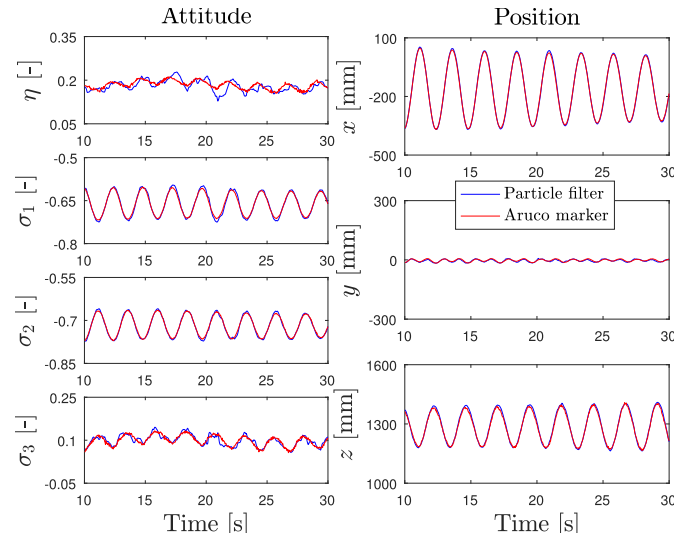 Attitude
0.35
0.2
0.05
η [-]
10 15 20 25 30
-0.5
-0.65
-0.8
σ1 [-]
10 15 20 25 30
-0.55
-0.7
-0.85
σ2 [-]
10 15 20 25 30
0.25
0.1
-0.05
σ3 [-]
10 15 20 25 30
Time [s]
Position
100
-200
-500
x [mm]
10 15 20 25 30
Particle filter
Aruco marker
300
0
-300
y [mm]
10 15 20 25 30
1600
1300
1000
z [mm]
10 15 20 25 30
Time [s]